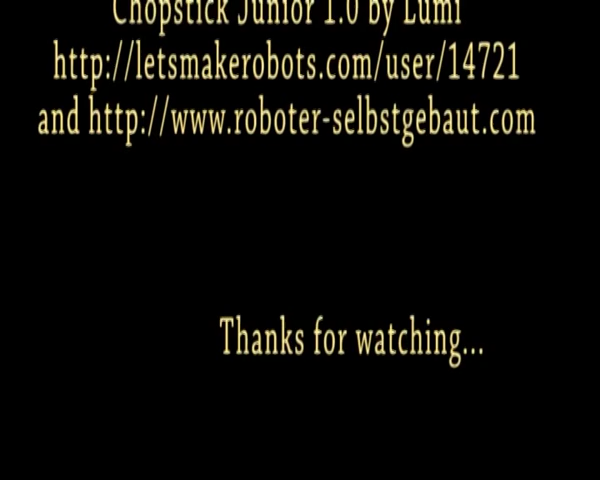 Chopstick Junior 1.0 by Lumi
http://letsmakerobots.com/user/14721
and http://www.roboter-selbstgebaut.com
Thanks for watching...